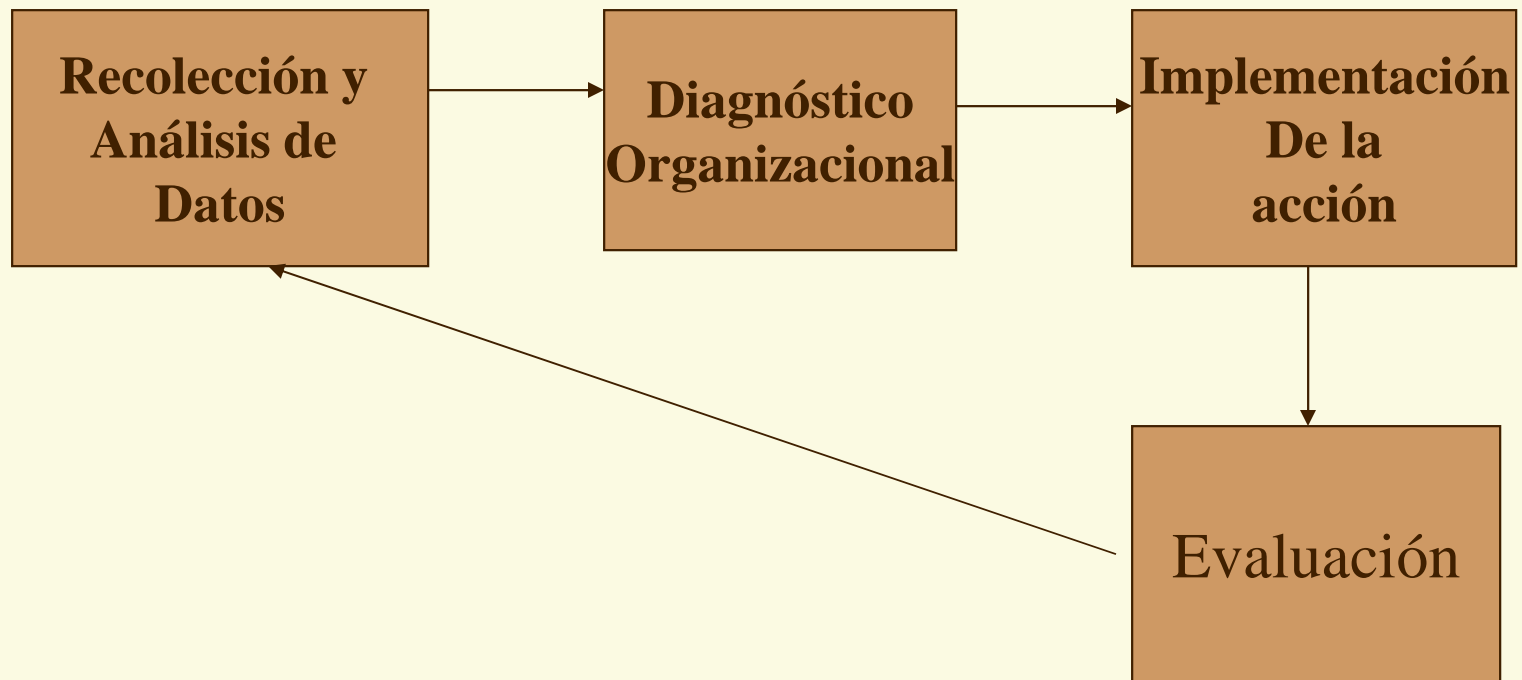 Recolección y
Análisis de
Datos
Diagnóstico
Organizacional
Implementación
De la
acción
Evaluación